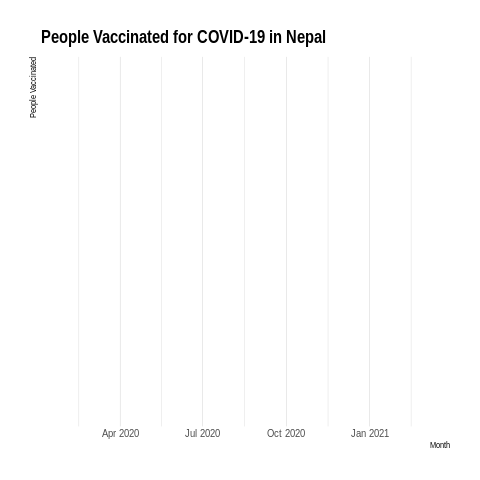 People Vaccinated for COVID-19 in Nepal
People Vaccinated
Apr 2020
Jul 2020
Oct 2020
Jan 2021
Month